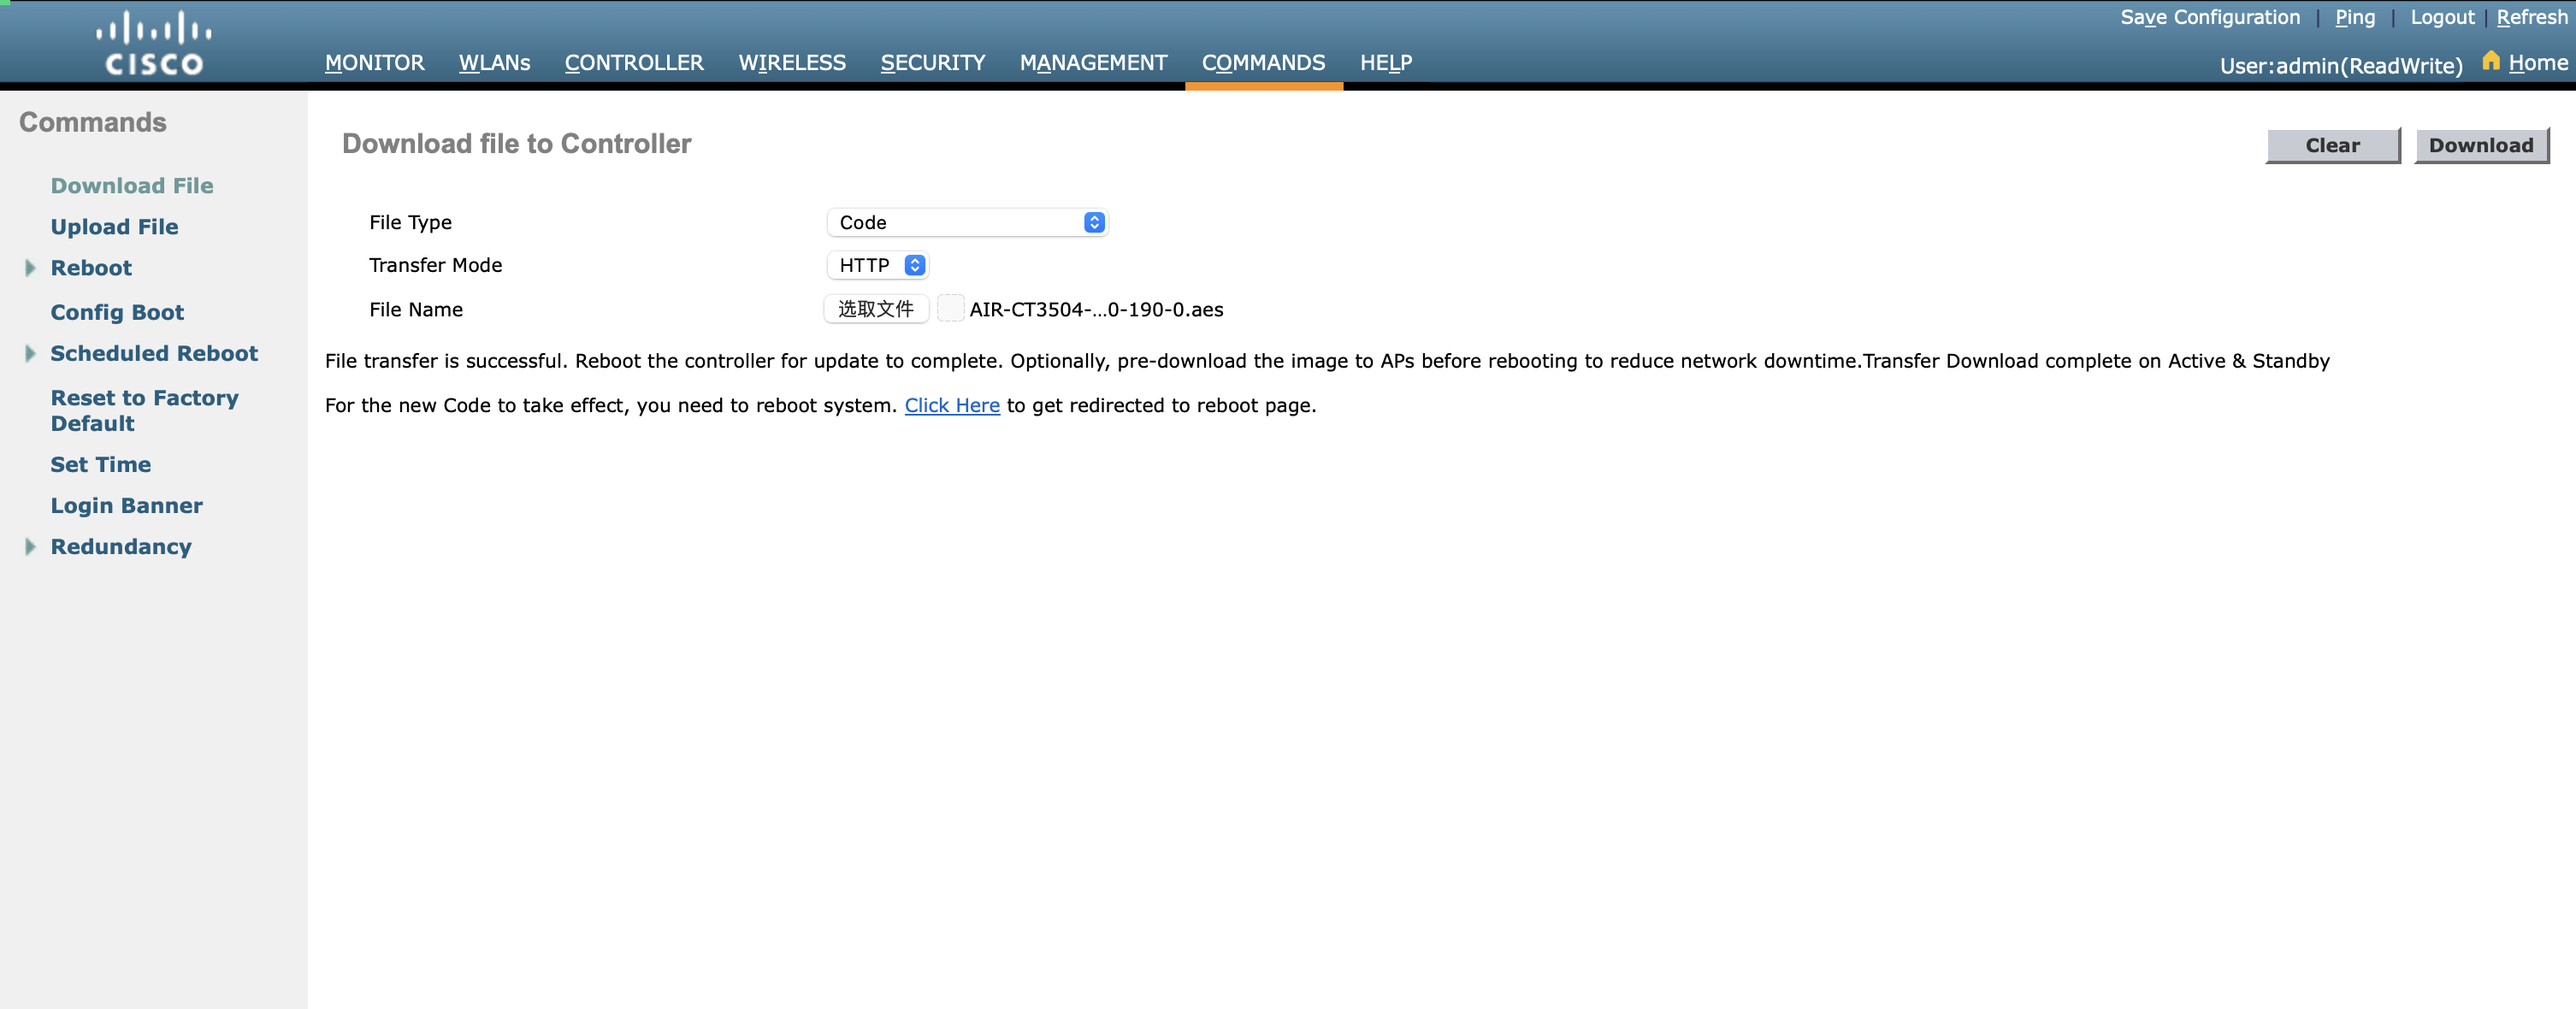 Save Configuration | Ping | Logout | Refresh
CISCO
MONITOR WLANs CONTROLLER WIRELESS SECURITY MANAGEMENT COMMANDS HELP
User:admin(ReadWrite) Home
Commands
Download File
Upload File
Reboot
Config Boot
Scheduled Reboot
Reset to Factory
Default
Set Time
Login Banner
Redundancy
Download file to Controller
Clear Download
File Type Code
Transfer Mode HTTP
File Name 选取文件 AIR-CT3504-...0-190-0.aes
File transfer is successful. Reboot the controller for update to complete. Optionally, pre-download the image to APs before rebooting to reduce network downtime.Transfer Download complete on Active & Standby
For the new Code to take effect, you need to reboot system. Click Here to get redirected to reboot page.